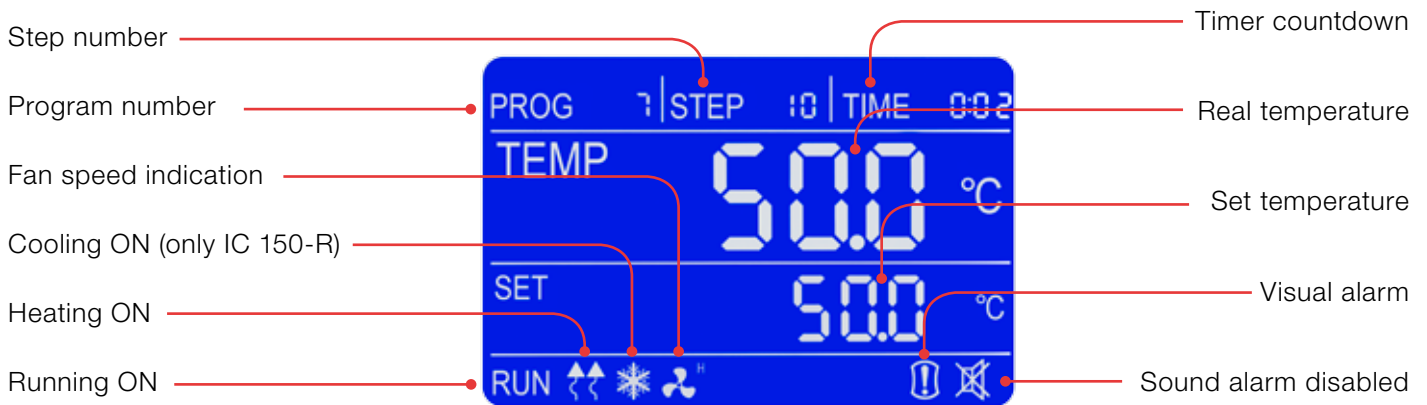 Step number
Program number
Fan speed indication
Cooling ON (only IC 150-R)
Heating ON
Running ON
PROG 7 STEP 10 TIME 0:02
TEMP 50.0 °C
SET 50.0 °C
RUN H
Timer countdown
Real temperature
Set temperature
Visual alarm
Sound alarm disabled